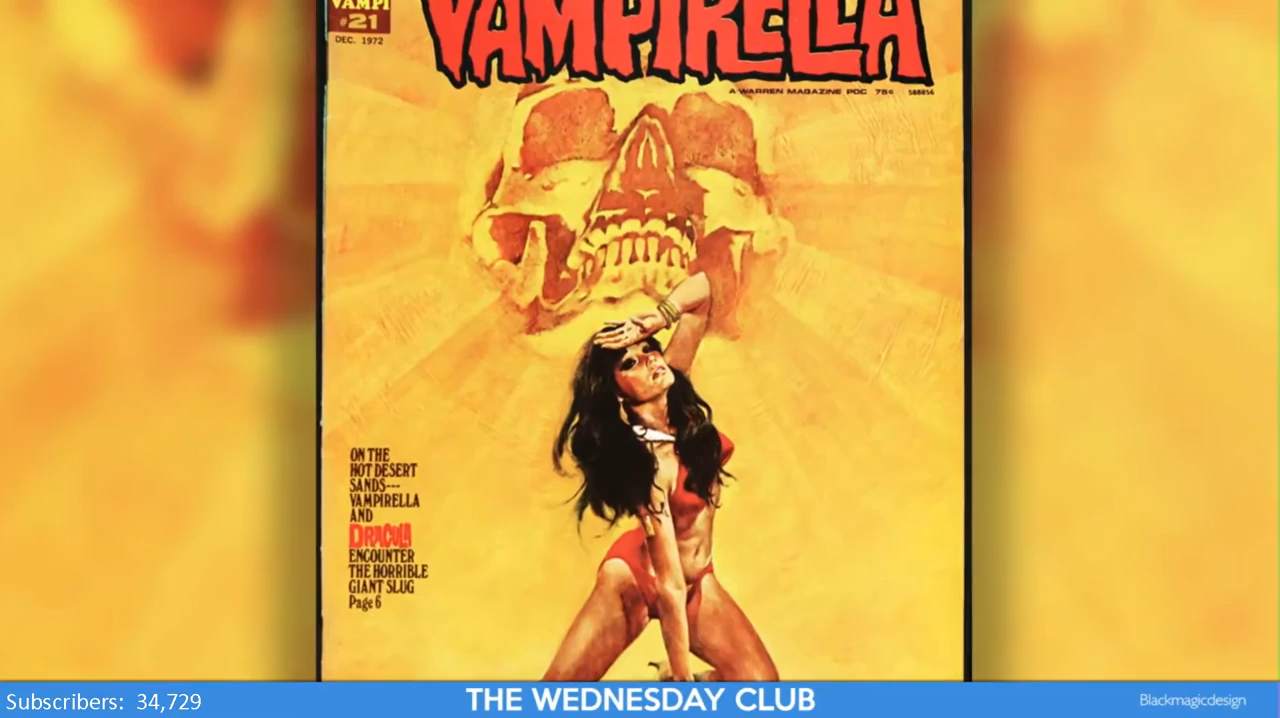 VAMPI
#21
DEC. 1972
VAMPIRELLA
A WARREN MAGAZINE PDC 75¢ 588856
ON THE
HOT DESERT
SANDS---
VAMPIRELLA
AND
DRACULA
ENCOUNTER
THE HORRIBLE
GIANT SLUG
Page 6
Subscribers: 34,729
THE WEDNESDAY CLUB
Blackmagicdesign